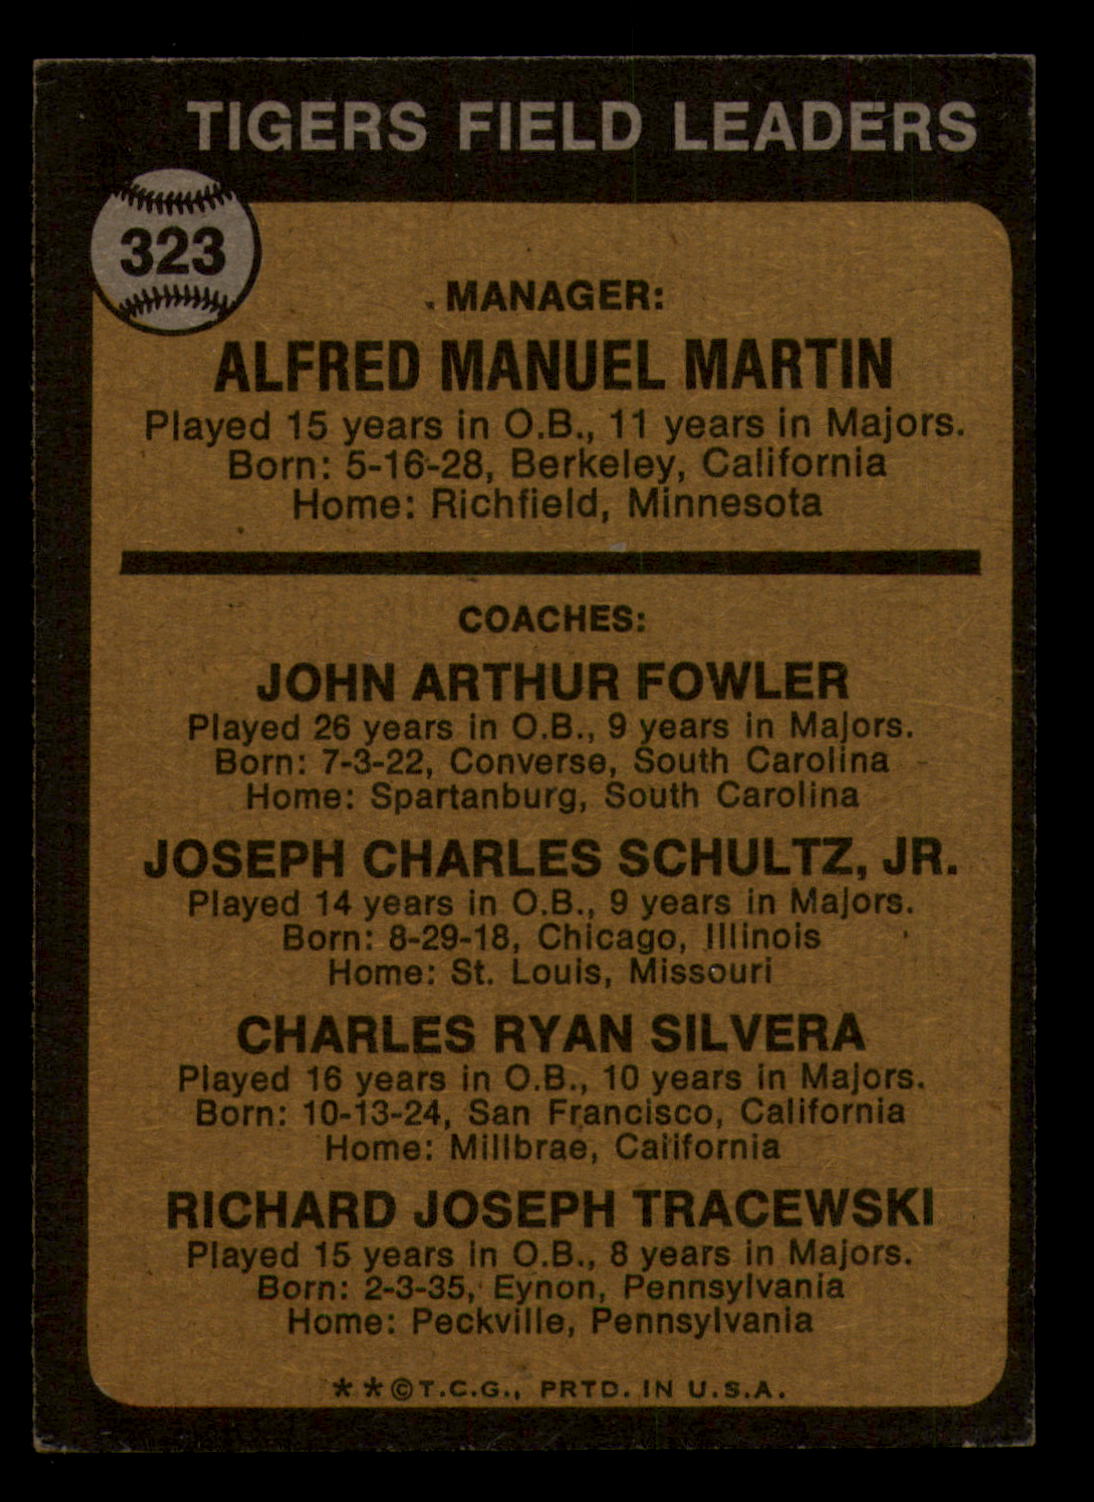 TIGERS FIELD LEADERS
323
MANAGER:
ALFRED MANUEL MARTIN
Played 15 years in O.B., 11 years in Majors.
Born: 5-16-28, Berkeley, California
Home: Richfield, Minnesota
COACHES:
JOHN ARTHUR FOWLER
Played 26 years in O.B., 9 years in Majors.
Born: 7-3-22, Converse, South Carolina
Home: Spartanburg, South Carolina
JOSEPH CHARLES SCHULTZ, JR.
Played 14 years in O.B., 9 years in Majors.
Born: 8-29-18, Chicago, Illinois
Home: St. Louis, Missouri
CHARLES RYAN SILVERA
Played 16 years in O.B., 10 years in Majors.
Born: 10-13-24, San Francisco, California
Home: Millbrae, California
RICHARD JOSEPH TRACEWSKI
Played 15 years in O.B., 8 years in Majors.
Born: 2-3-35, Eynon, Pennsylvania
Home: Peckville, Pennsylvania
**©T.C.G., PRTD. IN U.S.A.